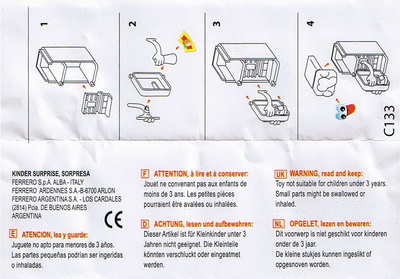 1
2
3
4
C133
KINDER SURPRISE, SORPRESA
FERRERO S.p.A. ALBA - ITALY
FERRERO ARDENNES S.A.-B-6700 ARLON
FERRERO ARGENTINA S.A. - LOS CARDALES
(2814) Pcia. DE BUENOS AIRES
ARGENTINA
CE
E ATENCION, lea y guarde:
Juguete no apto para menores de 3 años.
Las partes pequeñas podrían ser ingeridas
o inhaladas.
F ATTENTION, à lire et à conserver:
Jouet ne convenant pas aux enfants de
moins de 3 ans. Les petites pièces
pourraient être avalées ou inhalées.
D ACHTUNG, lesen und aufbewahren:
Dieser Artikel ist für Kleinkinder unter 3
Jahren nicht geeignet. Die Kleinteile
könnten verschluckt oder eingeatmet
werden.
UK WARNING, read and keep:
Toy not suitable for children under 3 years.
Small parts might be swallowed or
inhaled.
NL OPGELET, lezen en bewaren:
Dit voorwerp is niet geschikt voor kinderen
onder de 3 jaar.
De kleine stukjes kunnen ingeslikt of
opgesnoven worden.